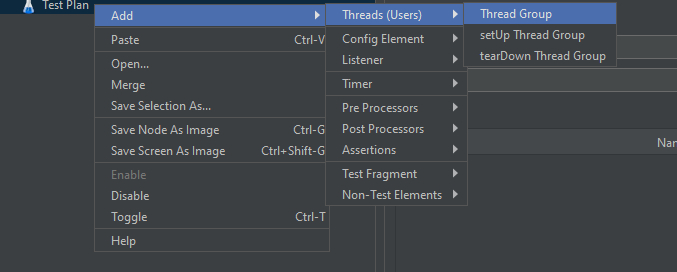 Test Plan
Add
Paste Ctrl-V
Open...
Merge
Save Selection As...
Save Node As Image Ctrl-G
Save Screen As Image Ctrl+Shift-G
Enable
Disable
Toggle Ctrl-T
Help
Threads (Users)
Config Element
Listener
Timer
Pre Processors
Post Processors
Assertions
Test Fragment
Non-Test Elements
Thread Group
setUp Thread Group
tearDown Thread Group